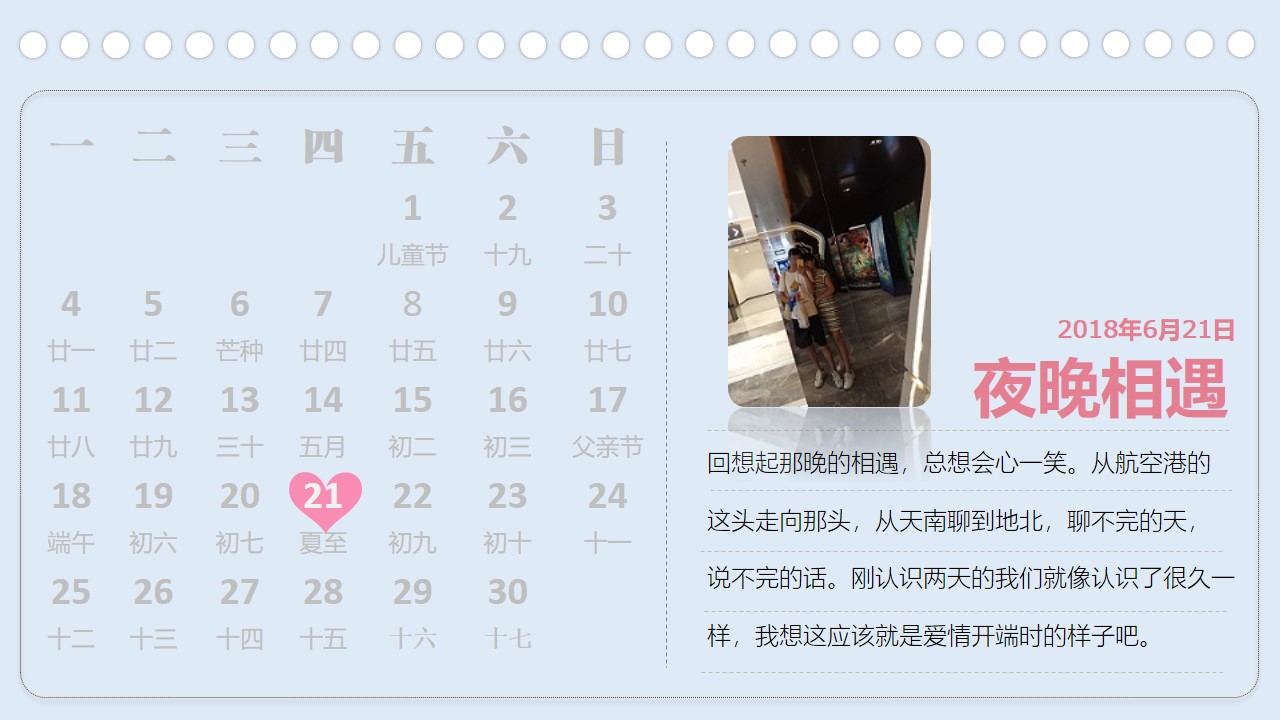 一 二 三 四 五 六 日
1 2 3
儿童节 十九 二十
4 5 6 7 8 9 10
廿一 廿二 芒种 廿四 廿五 廿六 廿七
11 12 13 14 15 16 17
廿八 廿九 三十 五月 初二 初三 父亲节
18 19 20 21 22 23 24
端午 初六 初七 夏至 初九 初十 十一
25 26 27 28 29 30
十二 十三 十四 十五 十六 十七
2018年6月21日
夜晚相遇
回想起那晚的相遇，总想会心一笑。从航空港的
这头走向那头，从天南聊到地北，聊不完的天，
说不完的话。刚认识两天的我们就像认识了很久一
样，我想这应该就是爱情开端时的样子吧。